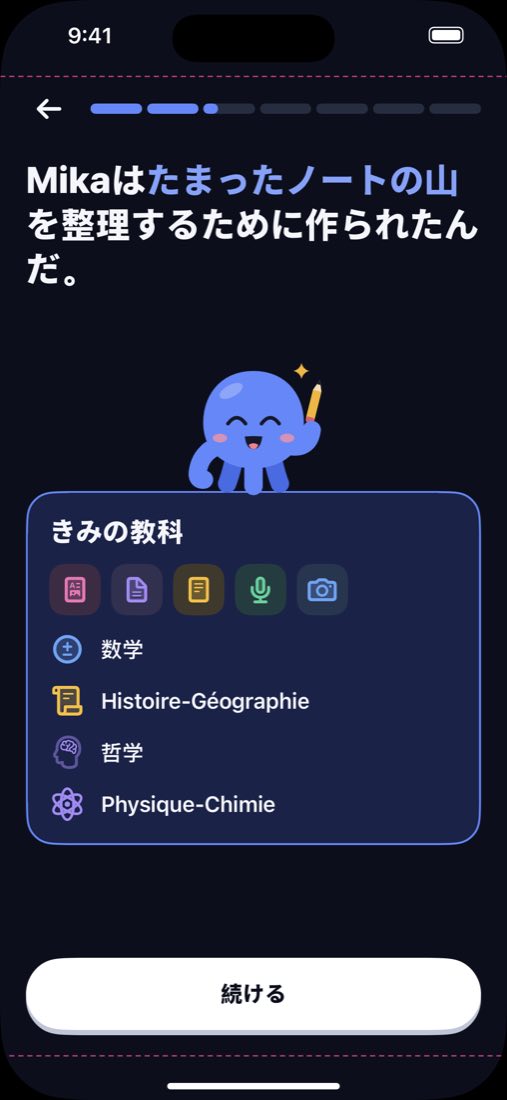 9:41
Mikaはたまったノートの山
を整理するために作られたん
だ。
きみの教科
数学
Histoire-Géographie
哲学
Physique-Chimie
続ける